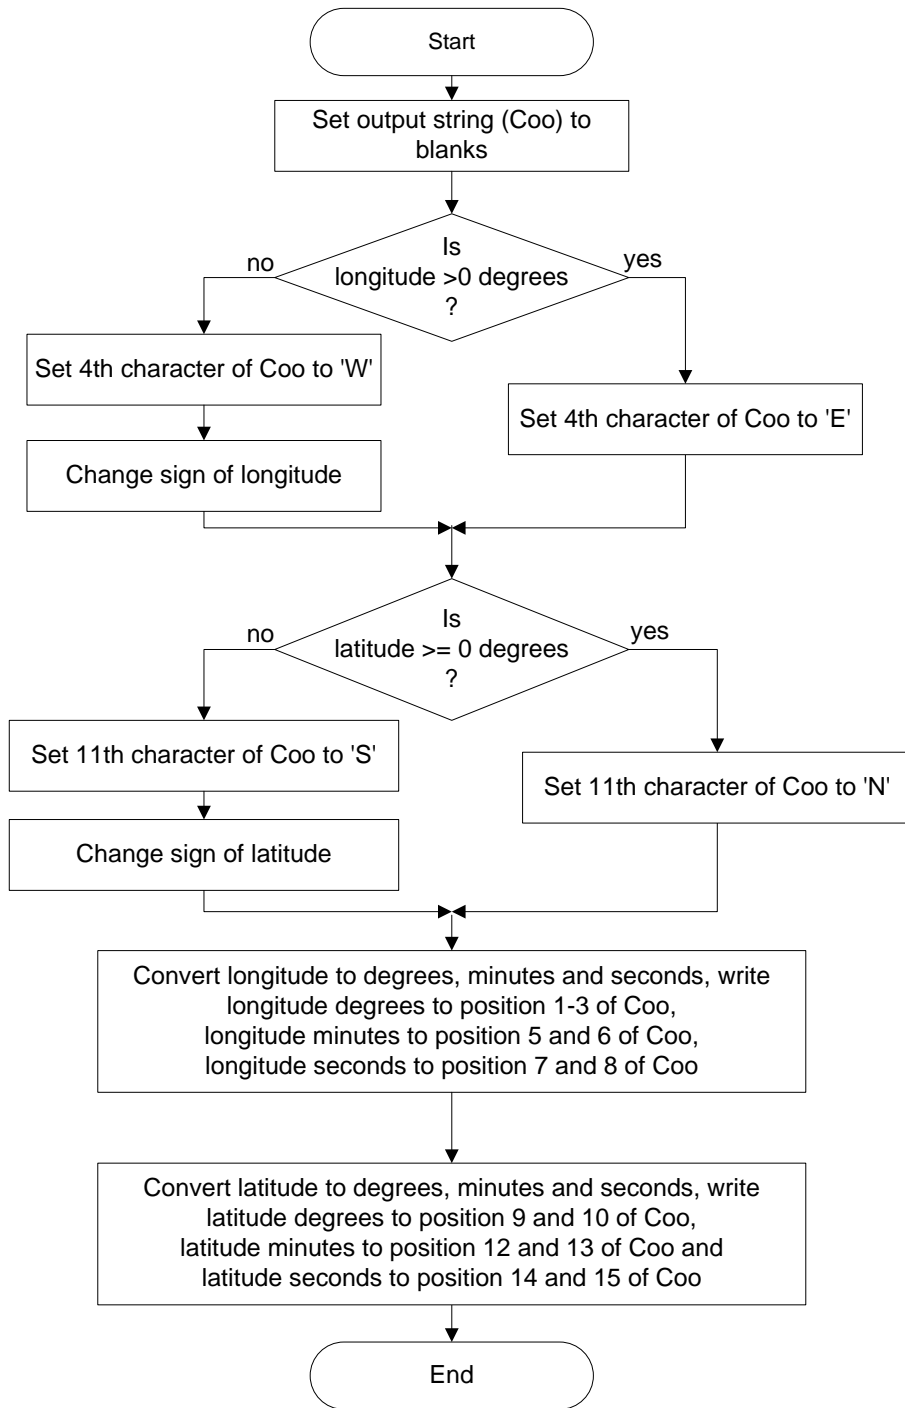 Start
Set output string (Coo) to
blanks
Is
longitude >0 degrees
?
no
yes
Set 4th character of Coo to 'W'
Set 4th character of Coo to 'E'
Change sign of longitude
Is
latitude >= 0 degrees
?
no
yes
Set 11th character of Coo to 'S'
Set 11th character of Coo to 'N'
Change sign of latitude
Convert longitude to degrees, minutes and seconds, write
longitude degrees to position 1-3 of Coo,
longitude minutes to position 5 and 6 of Coo,
longitude seconds to position 7 and 8 of Coo
Convert latitude to degrees, minutes and seconds, write
latitude degrees to position 9 and 10 of Coo,
latitude minutes to position 12 and 13 of Coo and
latitude seconds to position 14 and 15 of Coo
End